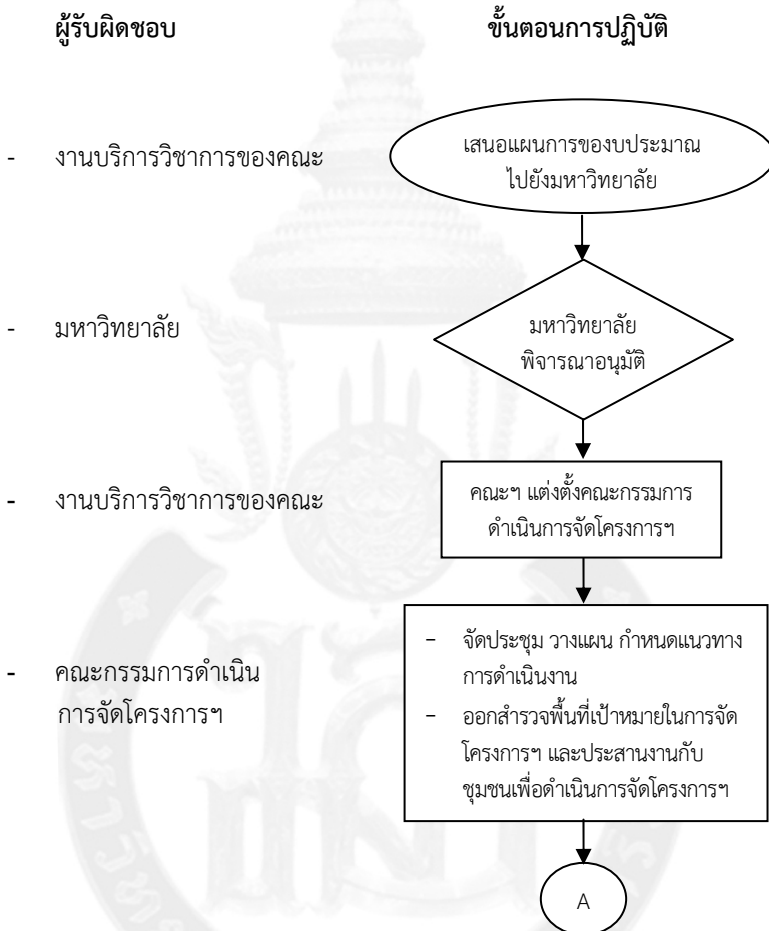 ผู้รับผิดชอบ ขั้นตอนการปฏิบัติ
- งานบริการวิชาการของคณะ
เสนอแผนการของบประมาณ
ไปยังมหาวิทยาลัย
- มหาวิทยาลัย
มหาวิทยาลัย
พิจารณาอนุมัติ
- งานบริการวิชาการของคณะ
คณะฯ แต่งตั้งคณะกรรมการ
ดำเนินการจัดโครงการฯ
- คณะกรรมการดำเนิน
การจัดโครงการฯ
- จัดประชุม วางแผน กำหนดแนวทาง
การดำเนินงาน
- ออกสำรวจพื้นที่เป้าหมายในการจัด
โครงการฯ และประสานงานกับ
ชุมชนเพื่อดำเนินการจัดโครงการฯ
A